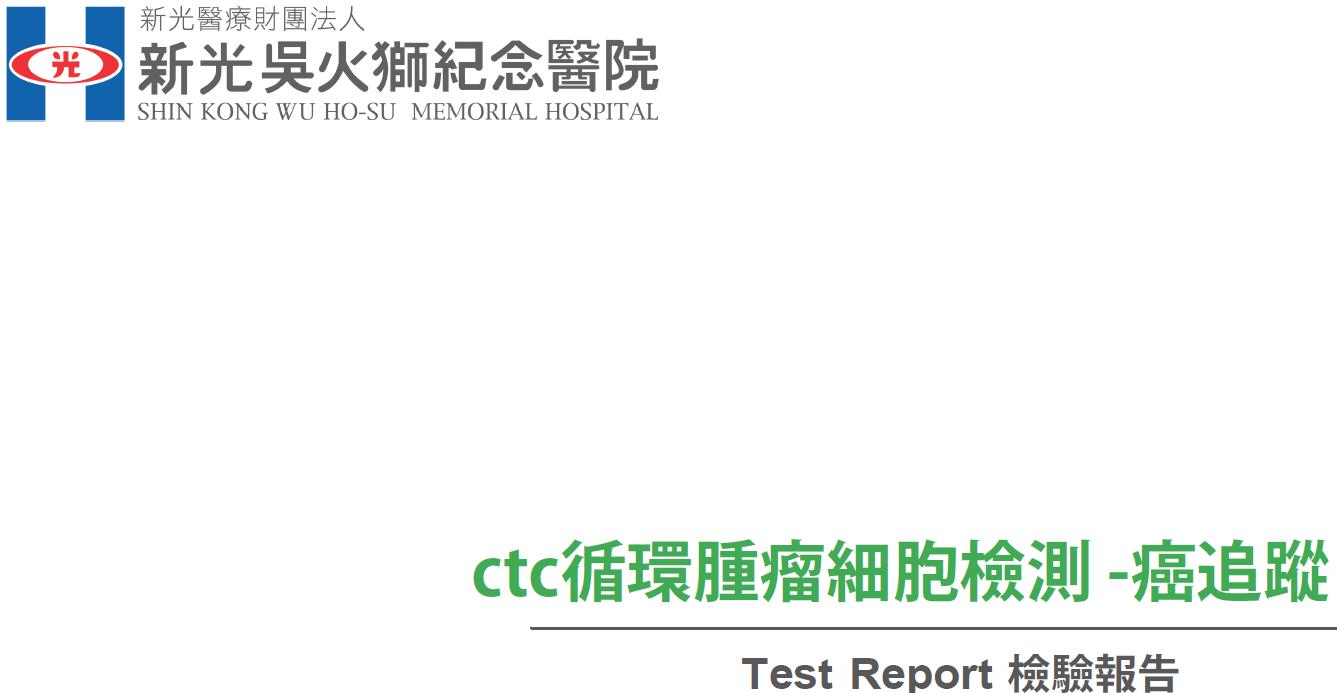 新光醫療財團法人
光
新光吳火獅紀念醫院
SHIN KONG WU HO-SU MEMORIAL HOSPITAL
ctc循環腫瘤細胞檢測 -癌追蹤
Test Report 檢驗報告